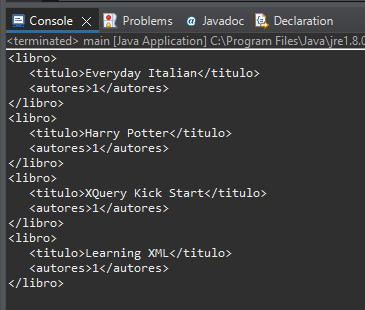 Console Problems Javadoc Declaration
<terminated> main [Java Application] C:\Program Files\Java\jre1.8.0
<libro>
   <titulo>Everyday Italian</titulo>
   <autores>1</autores>
</libro>
<libro>
   <titulo>Harry Potter</titulo>
   <autores>1</autores>
</libro>
<libro>
   <titulo>XQuery Kick Start</titulo>
   <autores>1</autores>
</libro>
<libro>
   <titulo>Learning XML</titulo>
   <autores>1</autores>
</libro>